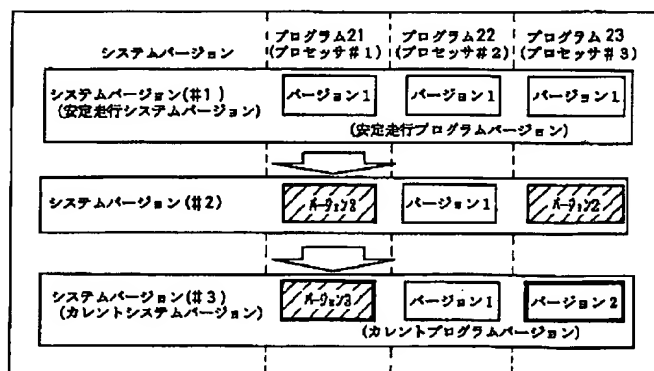 システムバージョン プログラム21 プログラム22 プログラム23
(プロセッサ#1) (プロセッサ#2) (プロセッサ#3)
システムバージョン(#1) バージョン1 バージョン1 バージョン1
(安定走行システムバージョン)
(安定走行プログラムバージョン)
システムバージョン(#2) バージョン2 バージョン1 バージョン2
システムバージョン(#3) バージョン3 バージョン1 バージョン2
(カレントシステムバージョン)
(カレントプログラムバージョン)